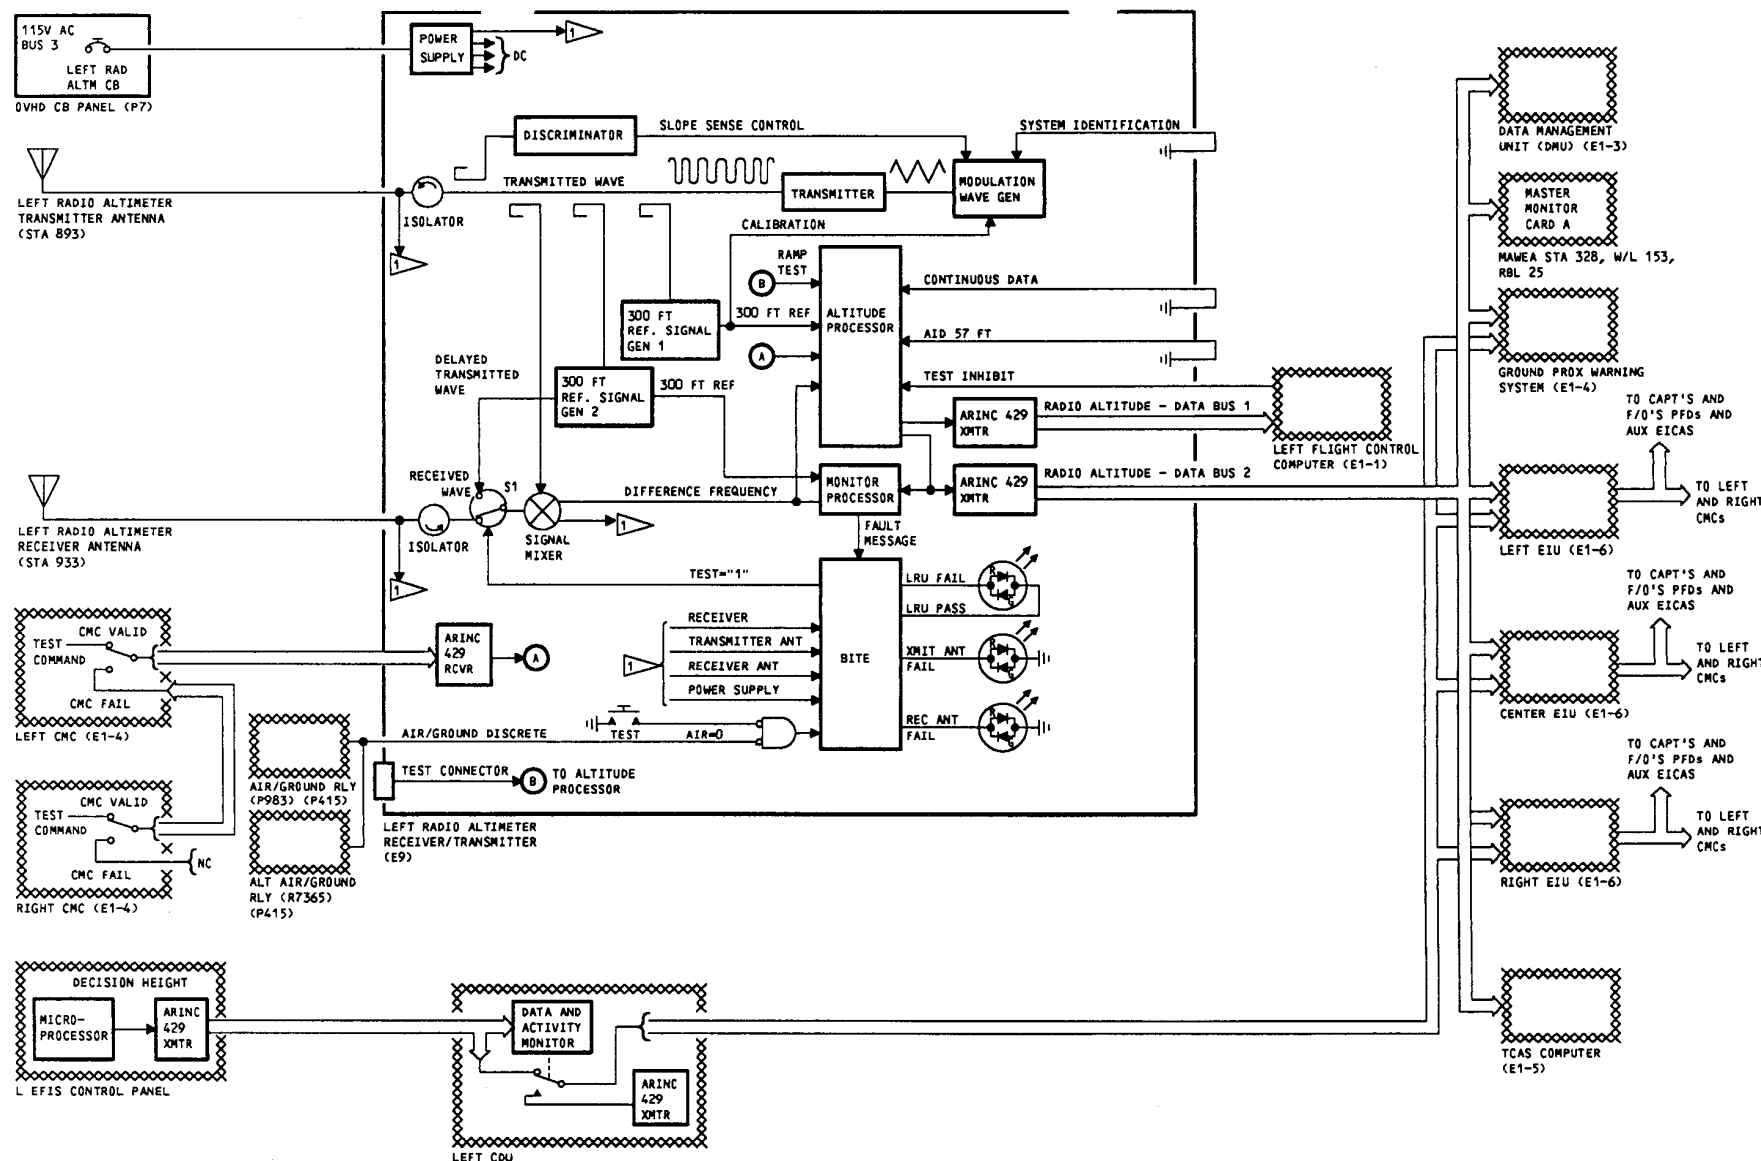 115V AC
BUS 3
LEFT RAD
ALTM CB
OVHD CB PANEL (P7)
POWER
SUPPLY
1
DC
DISCRIMINATOR
SLOPE SENSE CONTROL
SYSTEM IDENTIFICATION
TRANSMITTED WAVE
TRANSMITTER
MODULATION
WAVE GEN
ISOLATOR
LEFT RADIO ALTIMETER
TRANSMITTER ANTENNA
(STA 893)
1
CALIBRATION
RAMP
TEST
B
300 FT
REF. SIGNAL
GEN 1
300 FT REF
A
ALTITUDE
PROCESSOR
CONTINUOUS DATA
AID 57 FT
TEST INHIBIT
DELAYED
TRANSMITTED
WAVE
300 FT
REF. SIGNAL
GEN 2
300 FT REF
ARINC 429
XMTR
RADIO ALTITUDE - DATA BUS 1
LEFT FLIGHT CONTROL
COMPUTER (E1-1)
RECEIVED
WAVE
S1
DIFFERENCE FREQUENCY
MONITOR
PROCESSOR
ARINC 429
XMTR
RADIO ALTITUDE - DATA BUS 2
LEFT RADIO ALTIMETER
RECEIVER ANTENNA
(STA 933)
ISOLATOR
SIGNAL
MIXER
1
FAULT
MESSAGE
1
TEST="1"
BITE
LRU FAIL
LRU PASS
R
G
XMIT ANT
FAIL
R
G
REC ANT
FAIL
R
G
1
RECEIVER
TRANSMITTER ANT
RECEIVER ANT
POWER SUPPLY
TEST
AIR=0
CMC VALID
TEST
COMMAND
CMC FAIL
LEFT CMC (E1-4)
ARINC
429
RCVR
A
AIR/GROUND DISCRETE
TEST CONNECTOR
B
TO ALTITUDE
PROCESSOR
AIR/GROUND RLY
(P983) (P415)
LEFT RADIO ALTIMETER
RECEIVER/TRANSMITTER
(E9)
CMC VALID
TEST
COMMAND
NC
CMC FAIL
RIGHT CMC (E1-4)
ALT AIR/GROUND
RLY (R7365)
(P415)
DECISION HEIGHT
MICRO-
PROCESSOR
ARINC
429
XMTR
L EFIS CONTROL PANEL
DATA AND
ACTIVITY
MONITOR
ARINC
429
XMTR
LEFT CDU
DATA MANAGEMENT
UNIT (DMU) (E1-3)
MASTER
MONITOR
CARD A
MAWEA STA 328, W/L 153,
RBL 25
GROUND PROX WARNING
SYSTEM (E1-4)
TO CAPT'S AND
F/O'S PFDs AND
AUX EICAS
TO LEFT
AND RIGHT
CMCs
LEFT EIU (E1-6)
TO CAPT'S AND
F/O'S PFDs AND
AUX EICAS
TO LEFT
AND RIGHT
CMCs
CENTER EIU (E1-6)
TO CAPT'S AND
F/O'S PFDs AND
AUX EICAS
TO LEFT
AND RIGHT
CMCs
RIGHT EIU (E1-6)
TCAS COMPUTER
(E1-5)